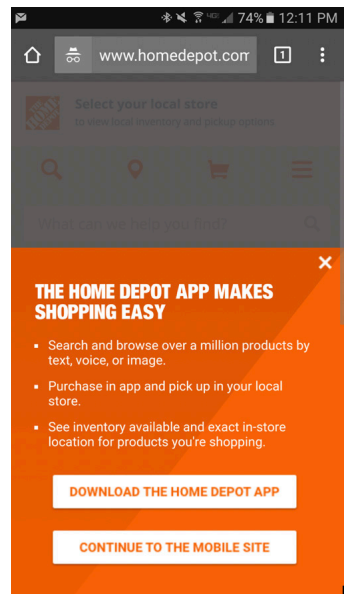 74% 12:11 PM
www.homedepot.com 1
Select your local store
to view local inventory and pickup options
What can we help you find?
THE HOME DEPOT APP MAKES
SHOPPING EASY
Search and browse over a million products by
text, voice, or image.
Purchase in app and pick up in your local
store.
See inventory available and exact in-store
location for products you're shopping.
DOWNLOAD THE HOME DEPOT APP
CONTINUE TO THE MOBILE SITE